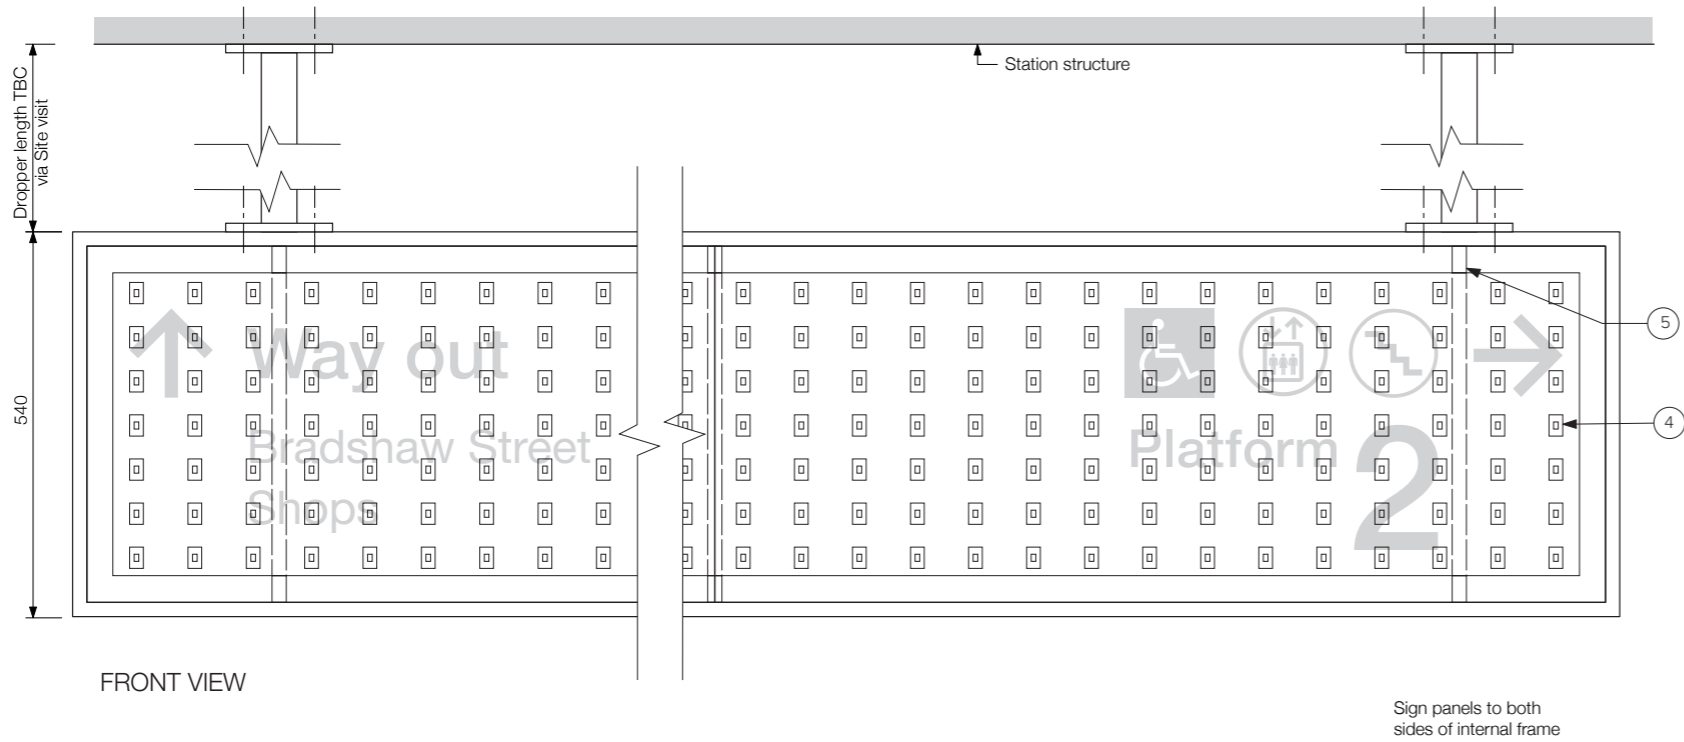 Station structure
Dropper length TBC
via Site visit
540
Way out
Bradshaw Street
Shops
Platform 2
5
4
FRONT VIEW
Sign panels to both
sides of internal frame